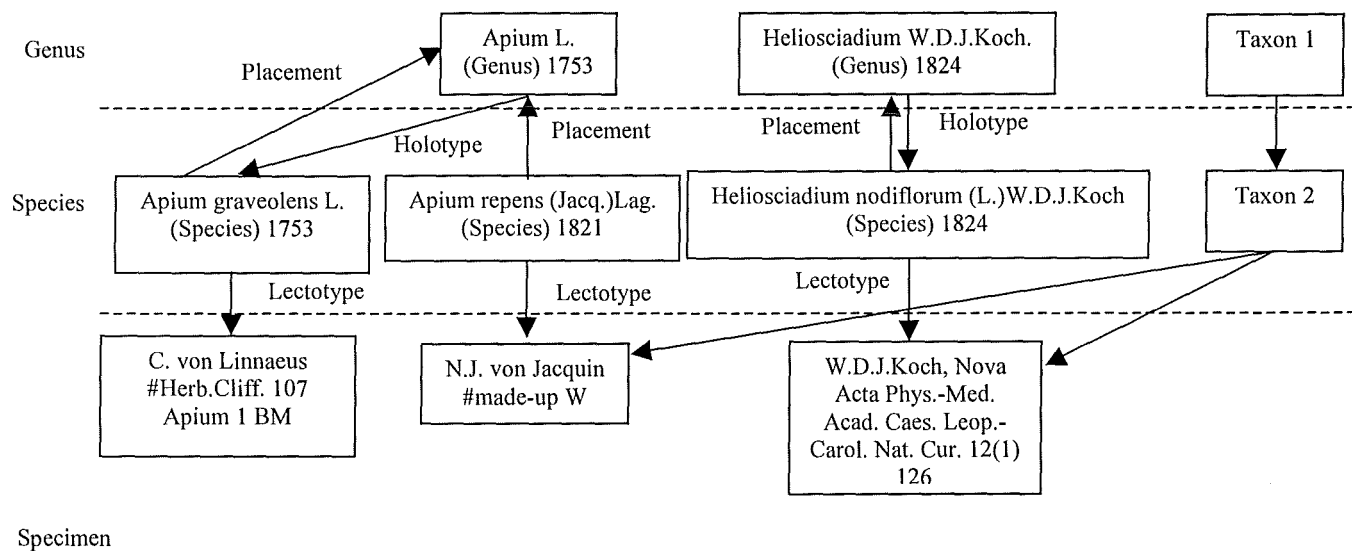 Genus
Apium L.
(Genus) 1753
Heliosciadium W.D.J.Koch.
(Genus) 1824
Taxon 1
Placement
Holotype
Placement
Placement
Holotype
Species
Apium graveolens L.
(Species) 1753
Apium repens (Jacq.)Lag.
(Species) 1821
Heliosciadium nodiflorum (L.)W.D.J.Koch
(Species) 1824
Taxon 2
Lectotype
Lectotype
Lectotype
C. von Linnaeus
#Herb.Cliff. 107
Apium 1 BM
N.J. von Jacquin
#made-up W
W.D.J.Koch, Nova
Acta Phys.-Med.
Acad. Caes. Leop.-
Carol. Nat. Cur. 12(1)
126
Specimen